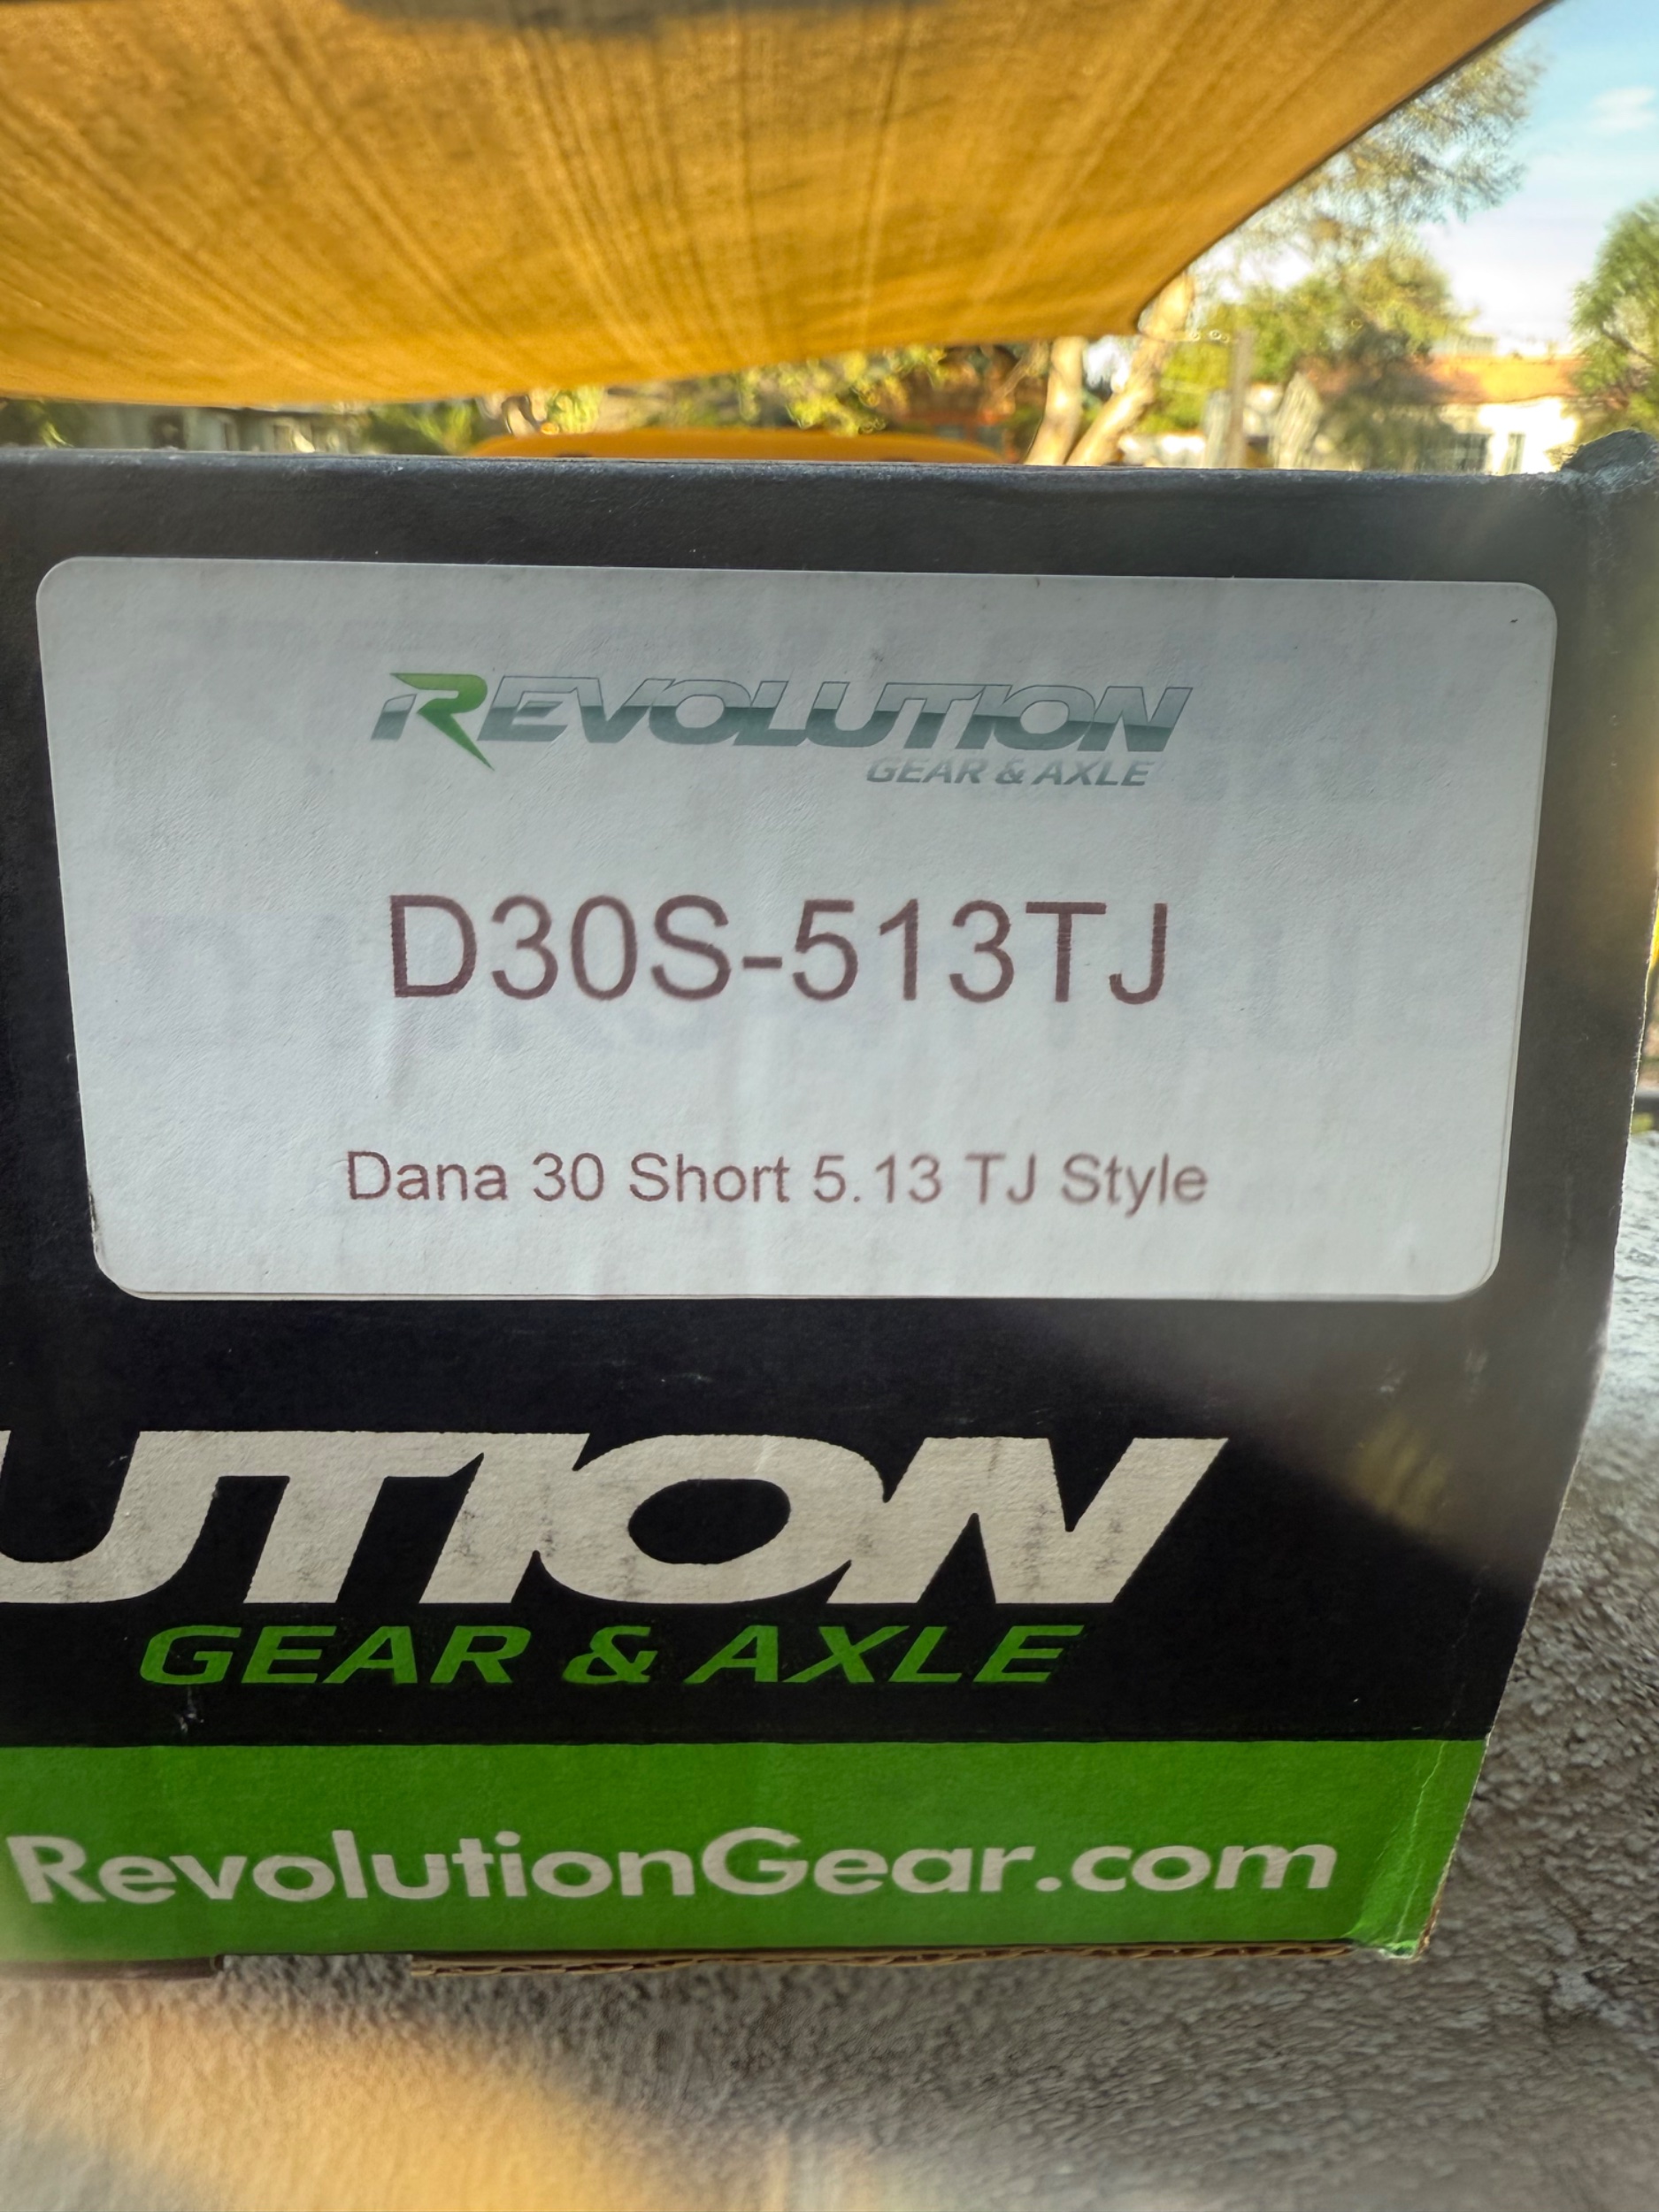 REVOLUTION
GEAR & AXLE
D30S-513TJ
Dana 30 Short 5.13 TJ Style
UTION
GEAR & AXLE
RevolutionGear.com